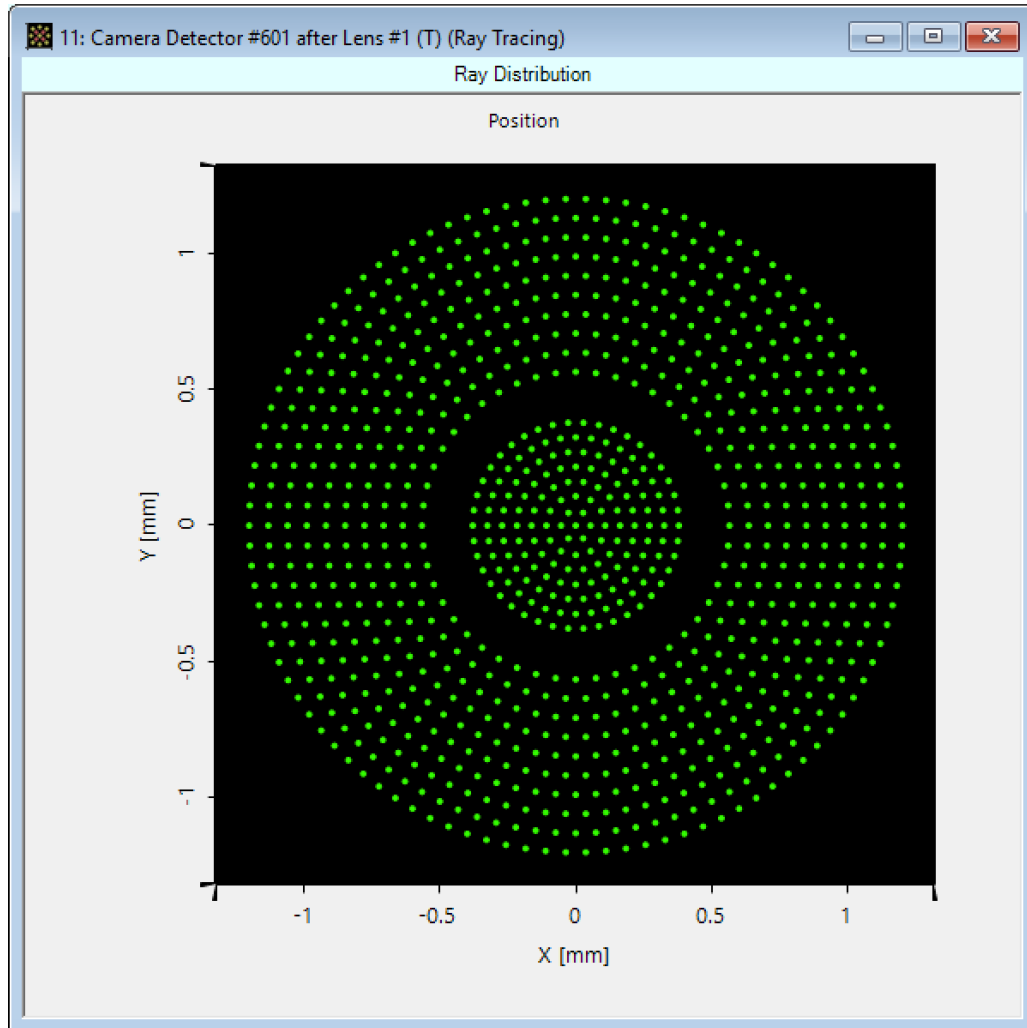 11: Camera Detector #601 after Lens #1 (T) (Ray Tracing)
Ray Distribution
Position
1
0.5
0
-0.5
-1
Y [mm]
-1
-0.5
0
0.5
1
X [mm]